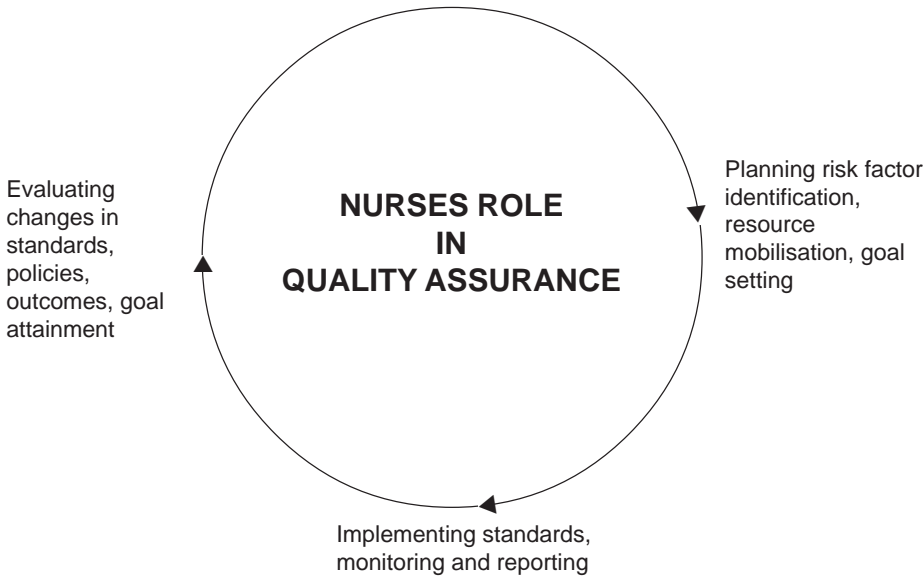 NURSES ROLE
IN
QUALITY ASSURANCE
Planning risk factor
identification,
resource
mobilisation, goal
setting
Implementing standards,
monitoring and reporting
Evaluating
changes in
standards,
policies,
outcomes, goal
attainment